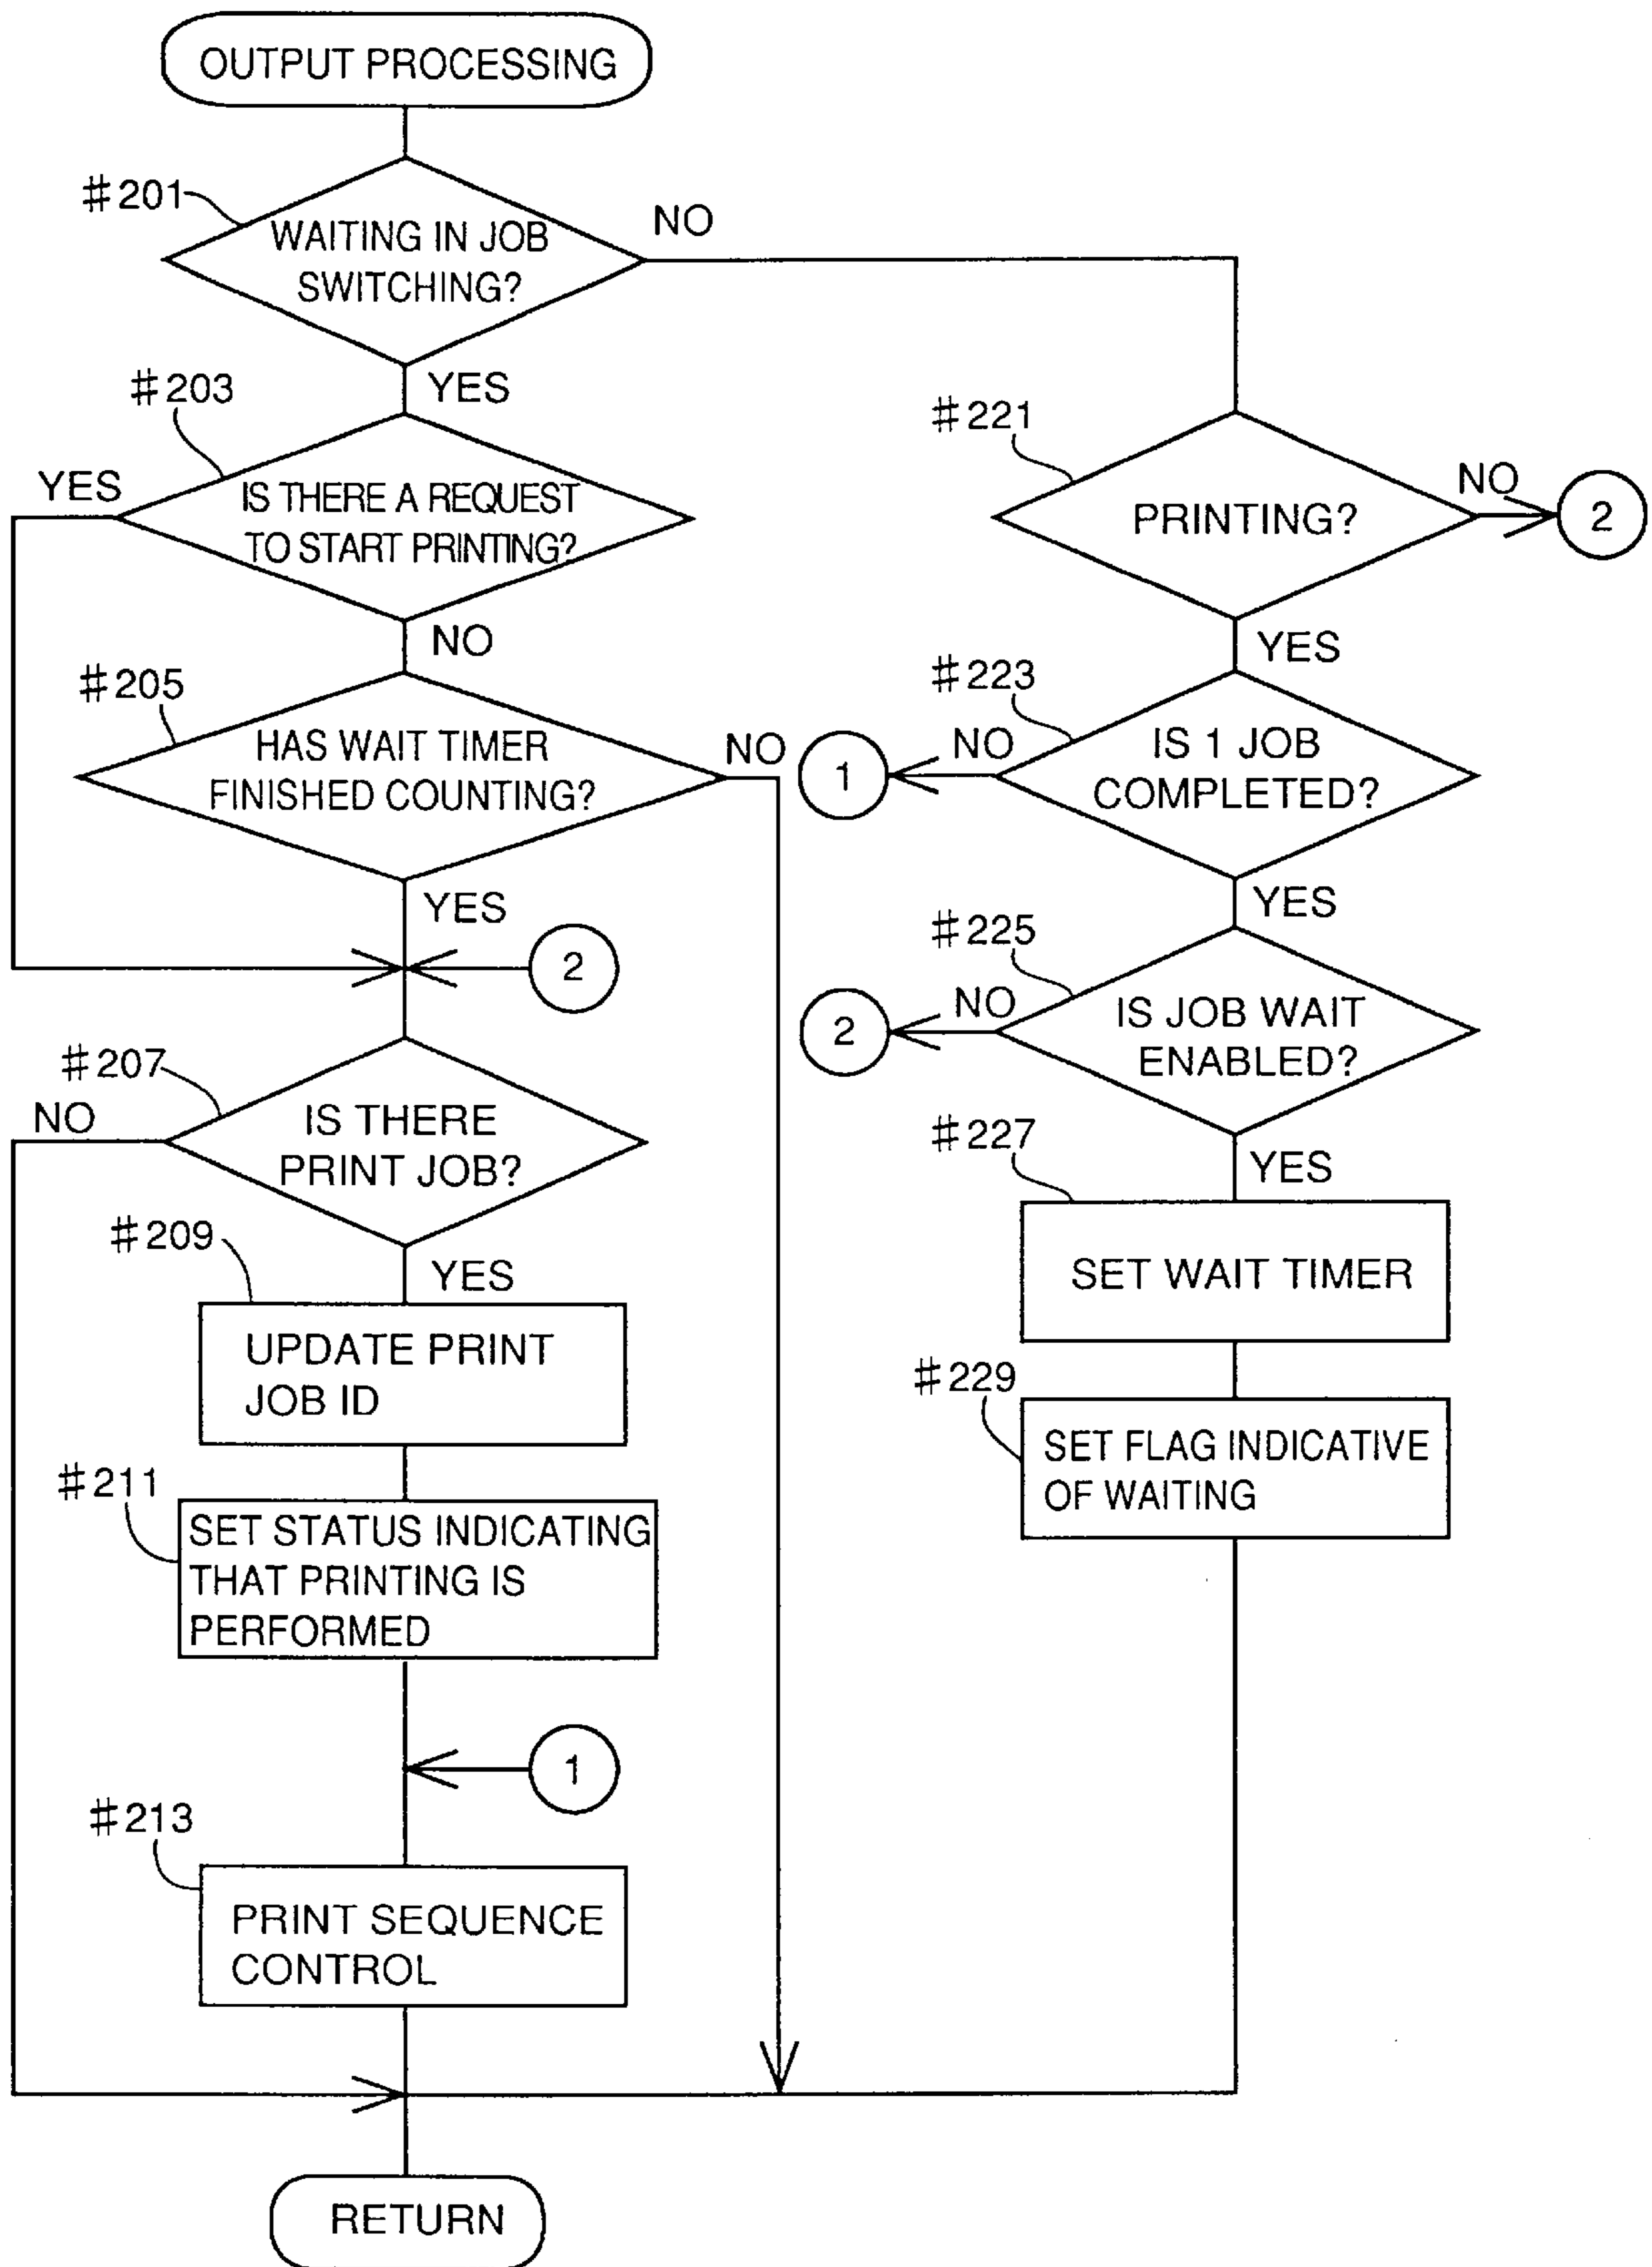 OUTPUT PROCESSING
#201
WAITING IN JOB
SWITCHING?
NO
YES
#203
YES
IS THERE A REQUEST
TO START PRINTING?
NO
#205
HAS WAIT TIMER
FINISHED COUNTING?
NO
YES
2
#207
NO
IS THERE
PRINT JOB?
YES
#209
UPDATE PRINT
JOB ID
#211
SET STATUS INDICATING
THAT PRINTING IS
PERFORMED
1
#213
PRINT SEQUENCE
CONTROL
RETURN
#221
PRINTING?
NO
2
YES
#223
NO
1
IS 1 JOB
COMPLETED?
YES
#225
NO
2
IS JOB WAIT
ENABLED?
YES
#227
SET WAIT TIMER
#229
SET FLAG INDICATIVE
OF WAITING